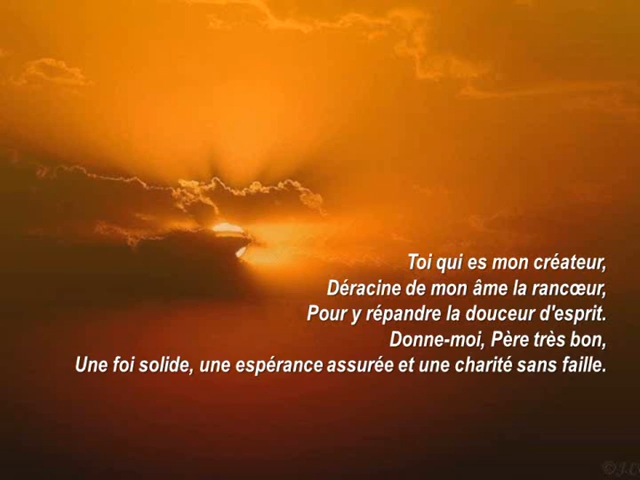 Toi qui es mon créateur,
Déracine de mon âme la rancœur,
Pour y répandre la douceur d'esprit.
Donne-moi, Père très bon,
Une foi solide, une espérance assurée et une charité sans faille.